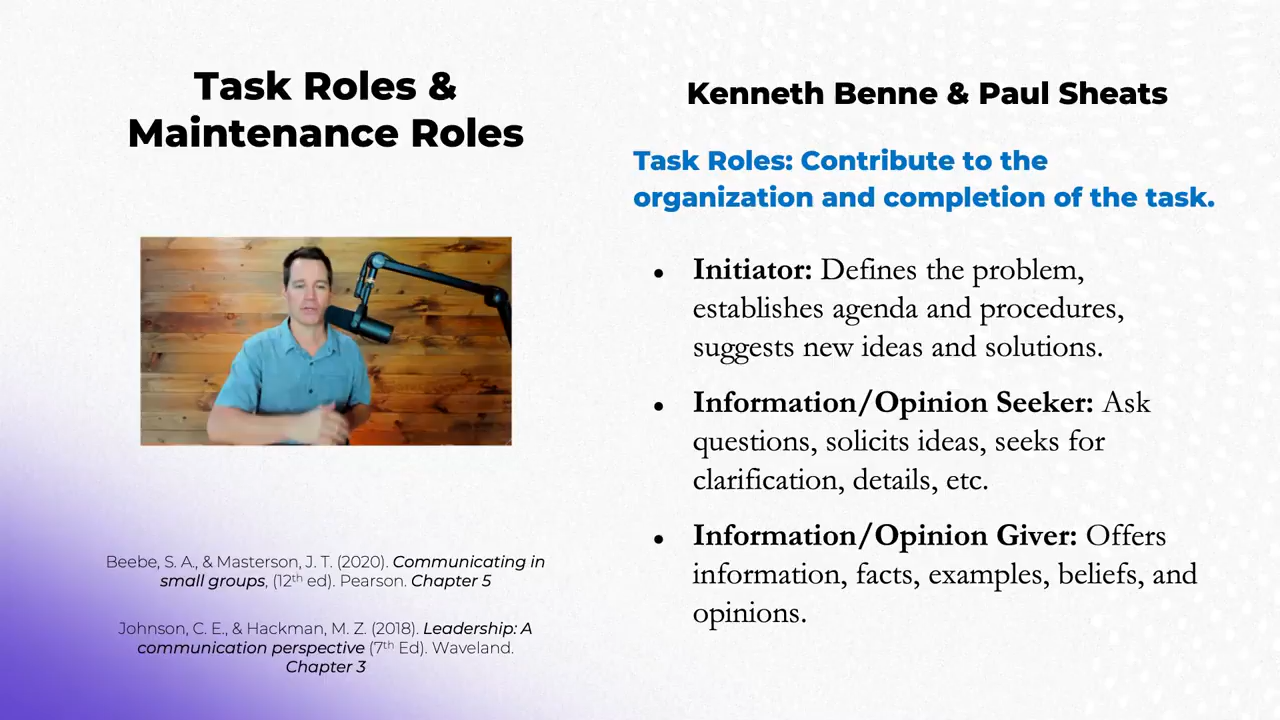 Task Roles &
Maintenance Roles
Beebe, S. A., & Masterson, J. T. (2020). Communicating in
small groups, (12th ed). Pearson. Chapter 5
Johnson, C. E., & Hackman, M. Z. (2018). Leadership: A
communication perspective (7th Ed). Waveland.
Chapter 3
Kenneth Benne & Paul Sheats
Task Roles: Contribute to the
organization and completion of the task.
• Initiator: Defines the problem,
establishes agenda and procedures,
suggests new ideas and solutions.
• Information/Opinion Seeker: Ask
questions, solicits ideas, seeks for
clarification, details, etc.
• Information/Opinion Giver: Offers
information, facts, examples, beliefs, and
opinions.